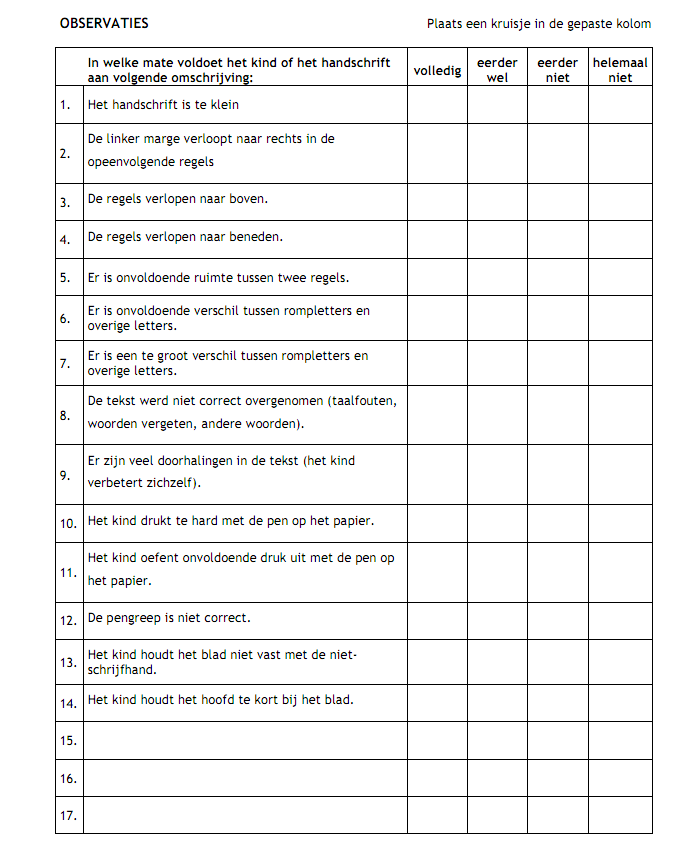 OBSERVATIES Plaats een kruisje in de gepaste kolom
In welke mate voldoet het kind of het handschrift
aan volgende omschrijving:
volledig
eerder
wel
eerder
niet
helemaal
niet
1. Het handschrift is te klein
2. De linker marge verloopt naar rechts in de
opeenvolgende regels
3. De regels verlopen naar boven.
4. De regels verlopen naar beneden.
5. Er is onvoldoende ruimte tussen twee regels.
6. Er is onvoldoende verschil tussen rompletters en
overige letters.
7. Er is een te groot verschil tussen rompletters en
overige letters.
8. De tekst werd niet correct overgenomen (taalfouten,
woorden vergeten, andere woorden).
9. Er zijn veel doorhalingen in de tekst (het kind
verbetert zichzelf).
10. Het kind drukt te hard met de pen op het papier.
11. Het kind oefent onvoldoende druk uit met de pen op
het papier.
12. De pengreep is niet correct.
13. Het kind houdt het blad niet vast met de niet-
schrijfhand.
14. Het kind houdt het hoofd te kort bij het blad.
15.
16.
17.